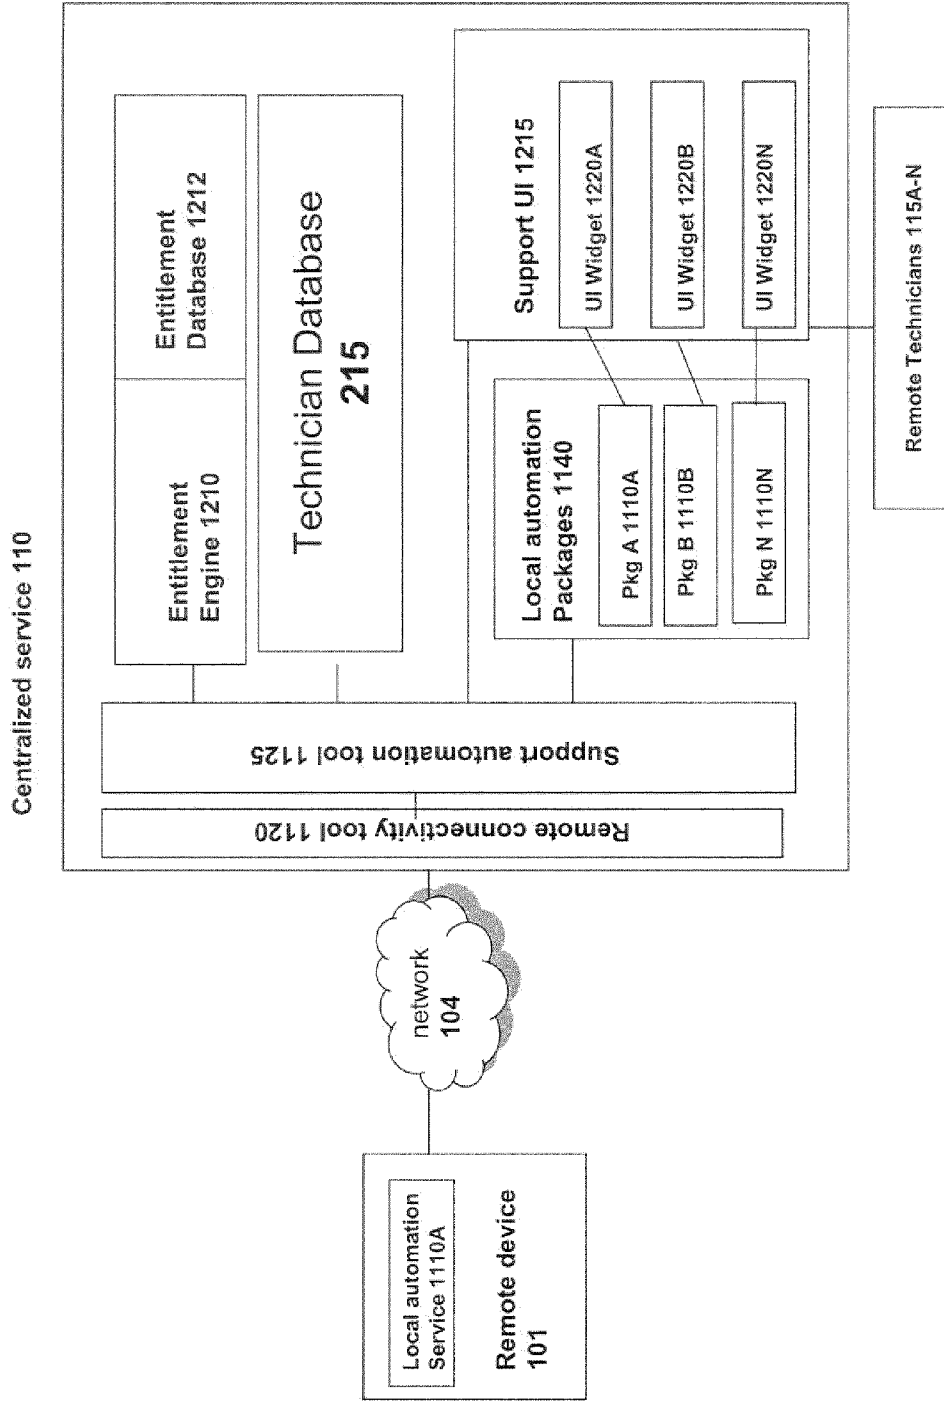 Centralized service 110
Entitlement
Engine 1210
Entitlement
Database 1212
Technician Database
215
Support automation tool 1125
Remote connectivity tool 1120
Local automation
Packages 1140
Pkg A 1110A
Pkg B 1110B
Pkg N 1110N
Support UI 1215
UI Widget 1220A
UI Widget 1220B
UI Widget 1220N
Remote Technicians 115A-N
network
104
Local automation
Service 1110A
Remote device
101